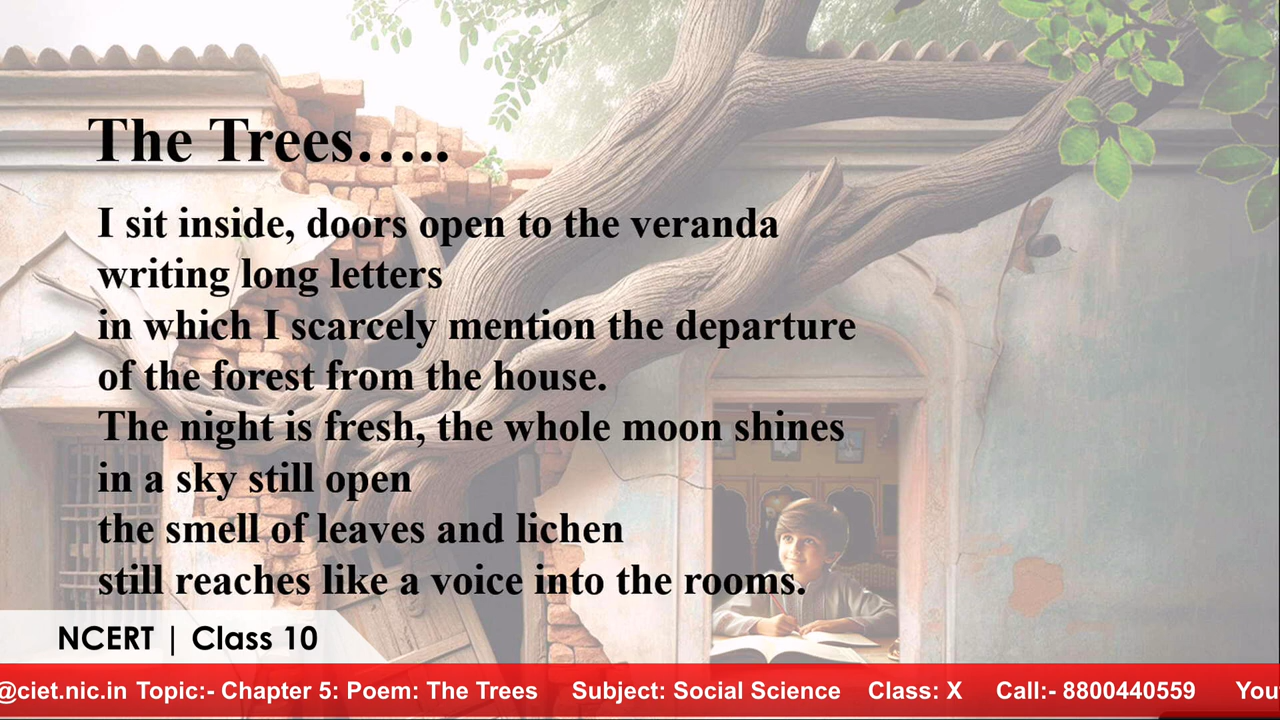 The Trees.....
I sit inside, doors open to the veranda
writing long letters
in which I scarcely mention the departure
of the forest from the house.
The night is fresh, the whole moon shines
in a sky still open
the smell of leaves and lichen
still reaches like a voice into the rooms.
NCERT | Class 10
@ciet.nic.in Topic:- Chapter 5: Poem: The Trees Subject: Social Science Class: X Call:- 8800440559 You